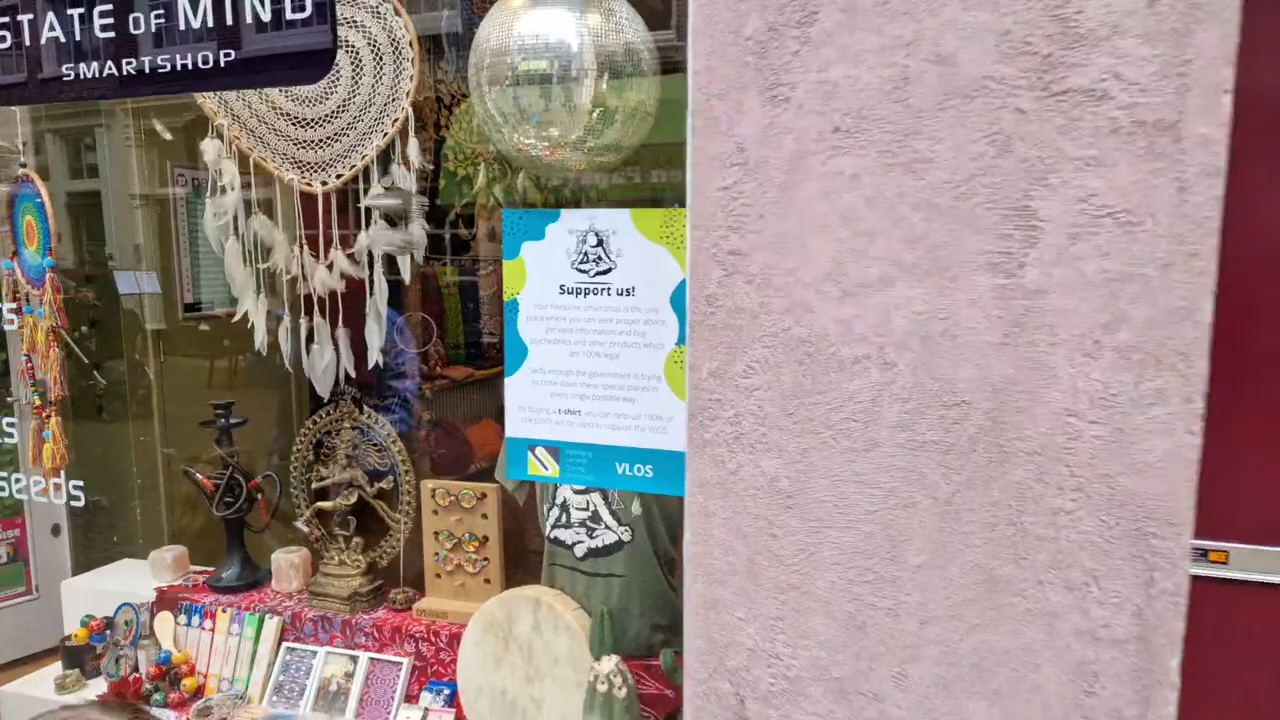 STATE OF MIND
SMARTSHOP
Support us!
Your favourite smartshop is the only
place where you can seek proper advice,
get valid information and buy
psychedelics and other products which
are 100% legal.
Sadly enough the government is trying
to close down these special places in
every single possible way.
By buying a t-shirt, you can help us! 100% of
the profit will be used to support the VLOS.
VLOS
seeds